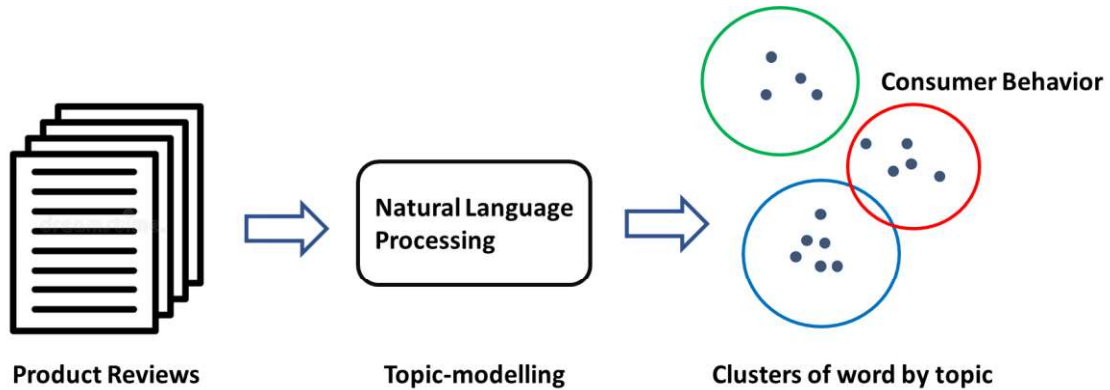 Consumer Behavior
Natural Language
Processing
Product Reviews
Topic-modelling
Clusters of word by topic